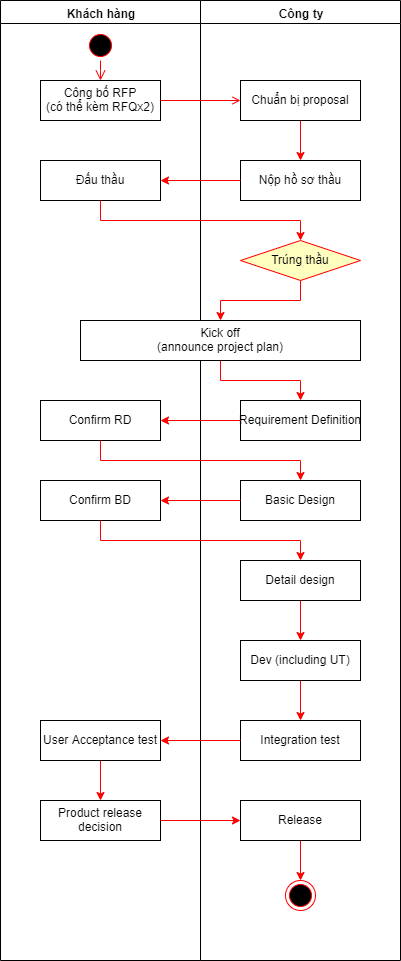 Khách hàng
Công ty
Công bố RFP
(có thể kèm RFQx2)
Chuẩn bị proposal
Đấu thầu
Nộp hồ sơ thầu
Trúng thầu
Kick off
(announce project plan)
Confirm RD
Requirement Definition
Confirm BD
Basic Design
Detail design
Dev (including UT)
User Acceptance test
Integration test
Product release
decision
Release